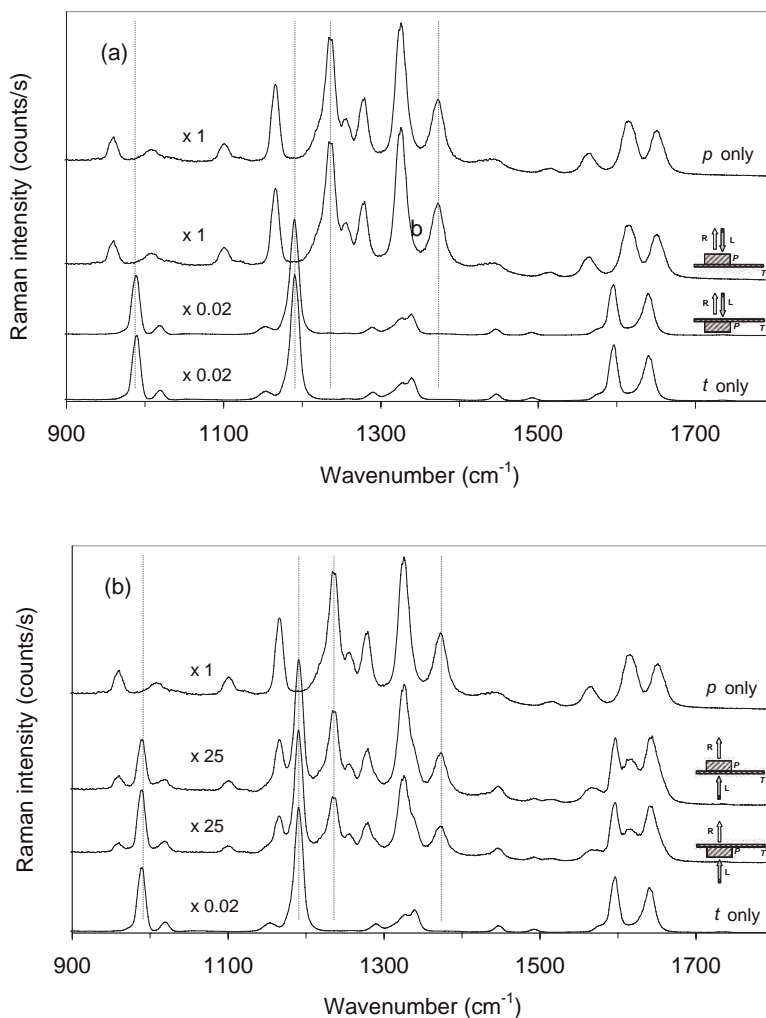 (a)
Raman intensity (counts/s)
x 1
p only
x 1
b
R
L
P
T
x 0.02
R
L
P
T
x 0.02
t only
900
1100
1300
1500
1700
Wavenumber (cm-1)
(b)
Raman intensity (counts/s)
x 1
p only
x 25
R
P
T
L
x 25
R
T
P
L
x 0.02
t only
900
1100
1300
1500
1700
Wavenumber (cm-1)